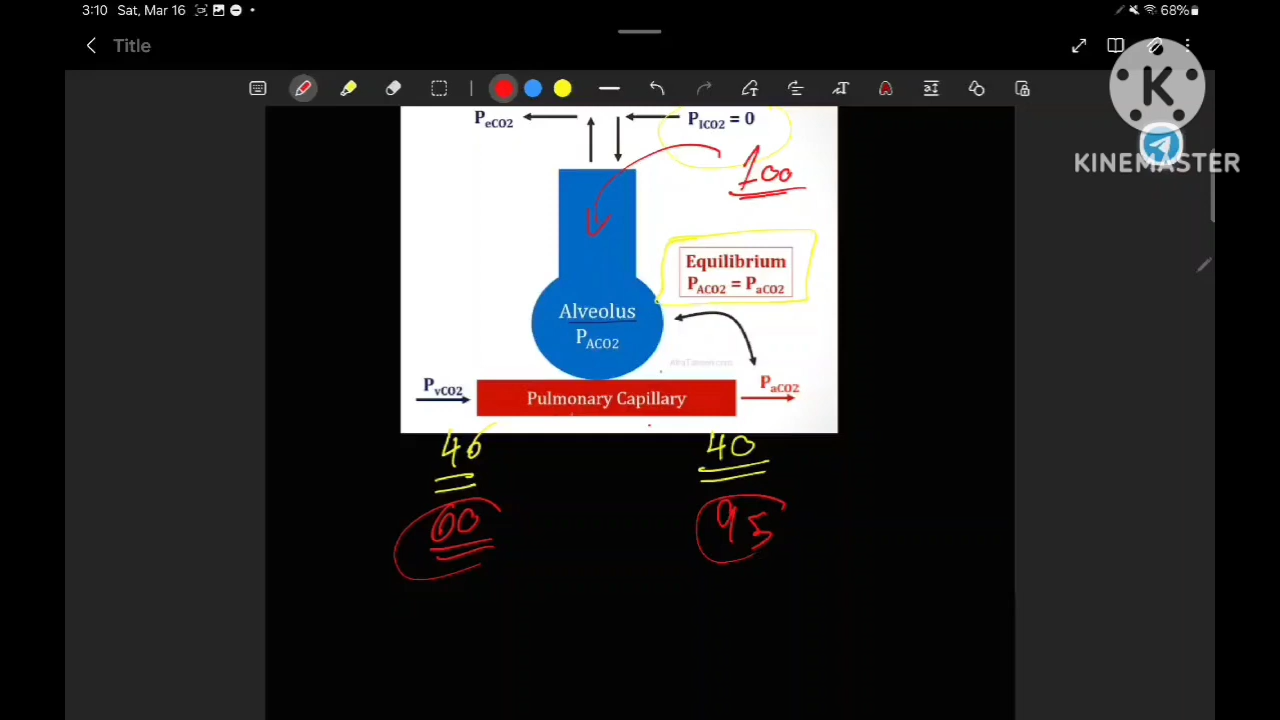 3:10 Sat, Mar 16
68%
Title
PeCO2
PICO2 = 0
100
K
KINEMASTER
Equilibrium
PACO2 = PaCO2
Alveolus
PACO2
PvCO2
Pulmonary Capillary
PaCO2
46
40
60
95